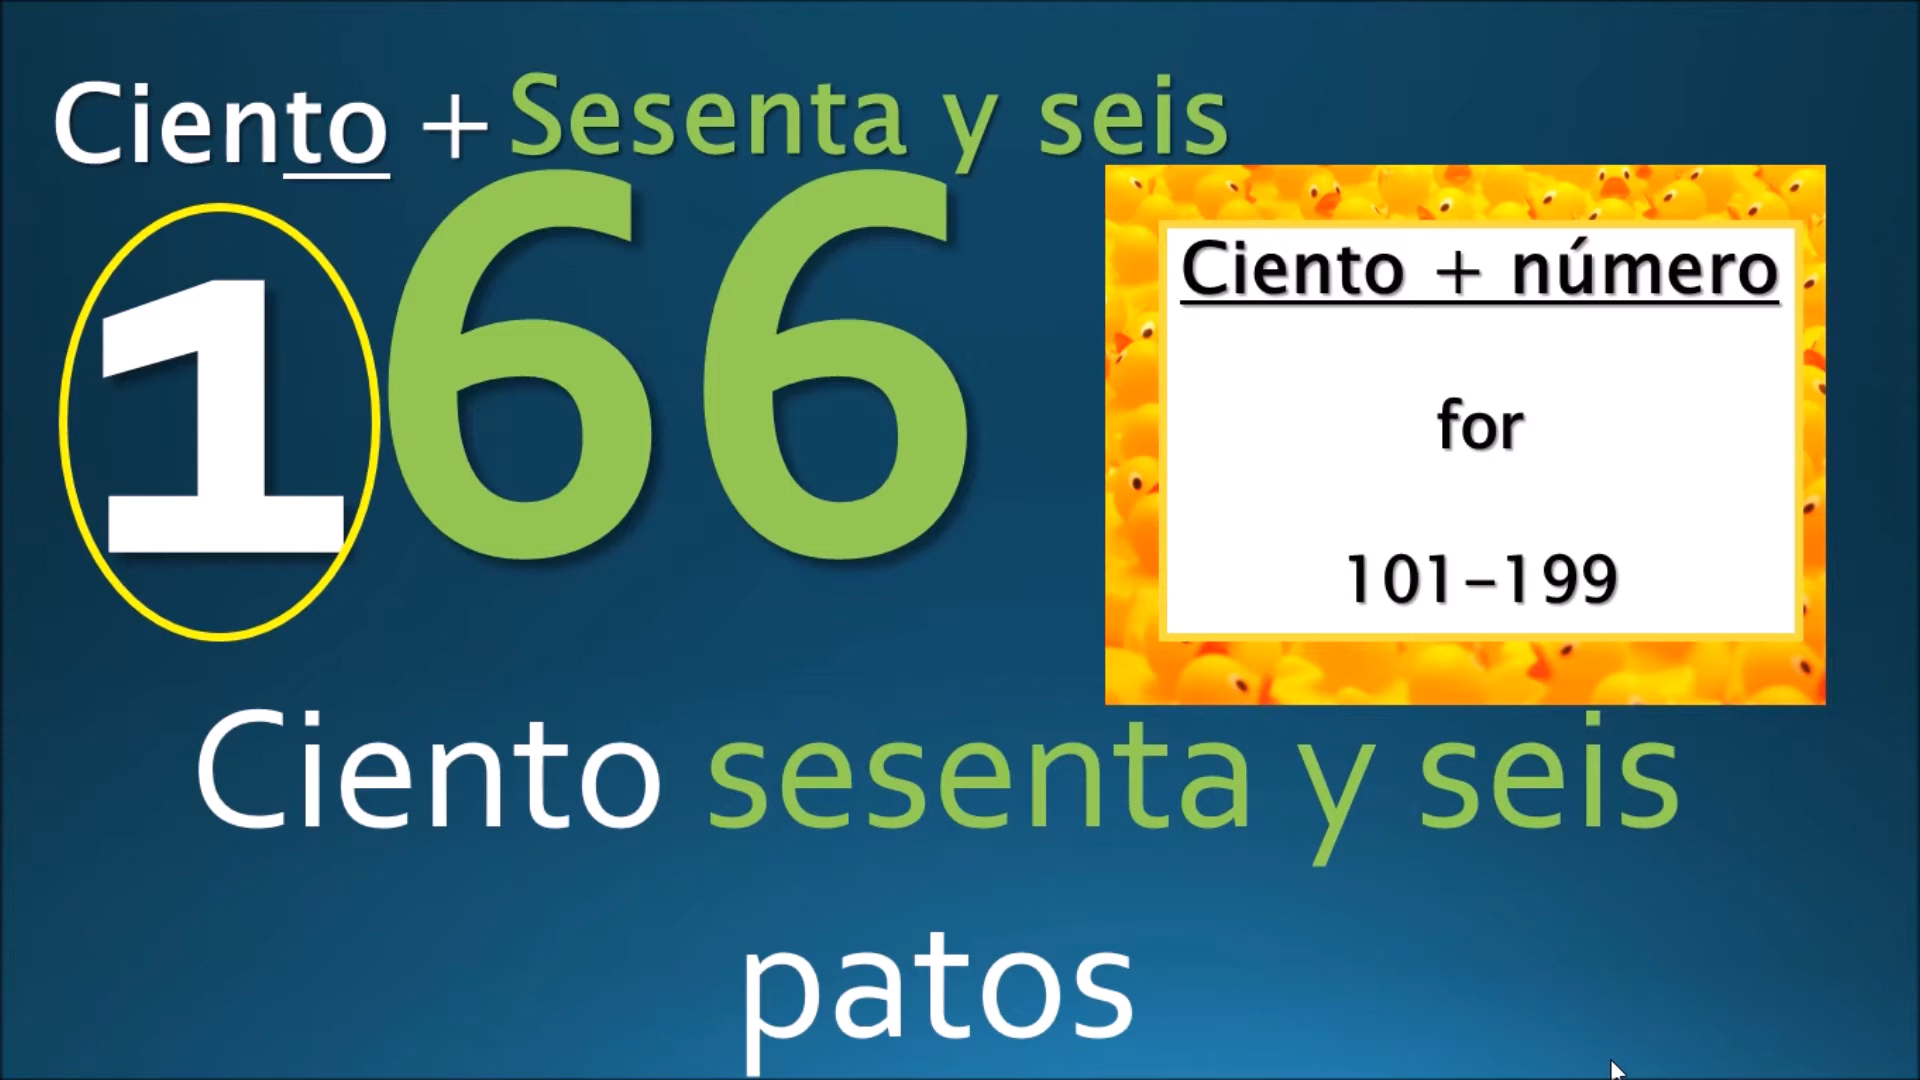 Ciento + Sesenta y seis
166
Ciento + número
for
101-199
Ciento sesenta y seis
patos